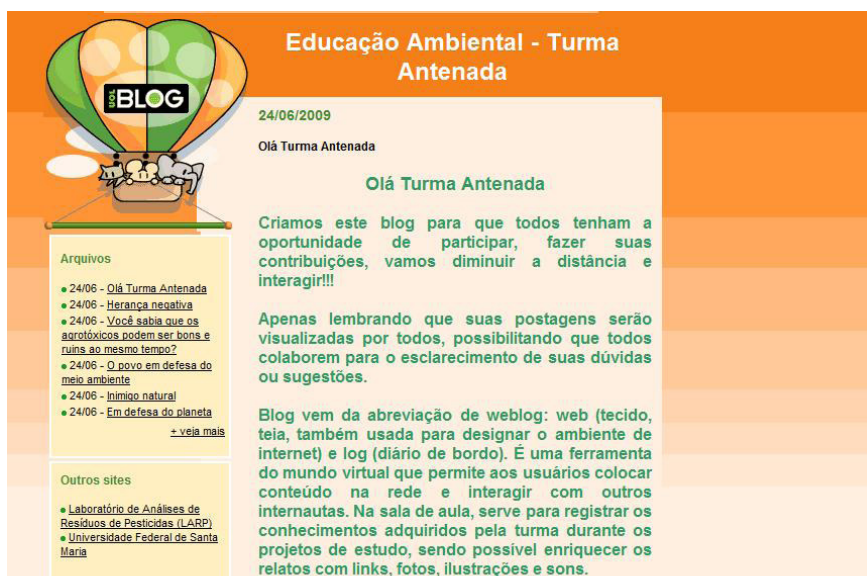 UOL BLOG
Educação Ambiental - Turma
Antenada
24/06/2009
Olá Turma Antenada
Olá Turma Antenada
Criamos este blog para que todos tenham a
oportunidade de participar, fazer suas
contribuições, vamos diminuir a distância e
interagir!!!
Apenas lembrando que suas postagens serão
visualizadas por todos, possibilitando que todos
colaborem para o esclarecimento de suas dúvidas
ou sugestões.
Blog vem da abreviação de weblog: web (tecido,
teia, também usada para designar o ambiente de
internet) e log (diário de bordo). É uma ferramenta
do mundo virtual que permite aos usuários colocar
conteúdo na rede e interagir com outros
internautas. Na sala de aula, serve para registrar os
conhecimentos adquiridos pela turma durante os
projetos de estudo, sendo possível enriquecer os
relatos com links, fotos, ilustrações e sons.
Arquivos
24/06 - Olá Turma Antenada
24/06 - Herança negativa
24/06 - Você sabia que os
agrotóxicos podem ser bons e
ruins ao mesmo tempo?
24/06 - O povo em defesa do
meio ambiente
24/06 - Inimigo natural
24/06 - Em defesa do planeta
+ veja mais
Outros sites
Laboratório de Análises de
Resíduos de Pesticidas (LARP)
Universidade Federal de Santa
Maria